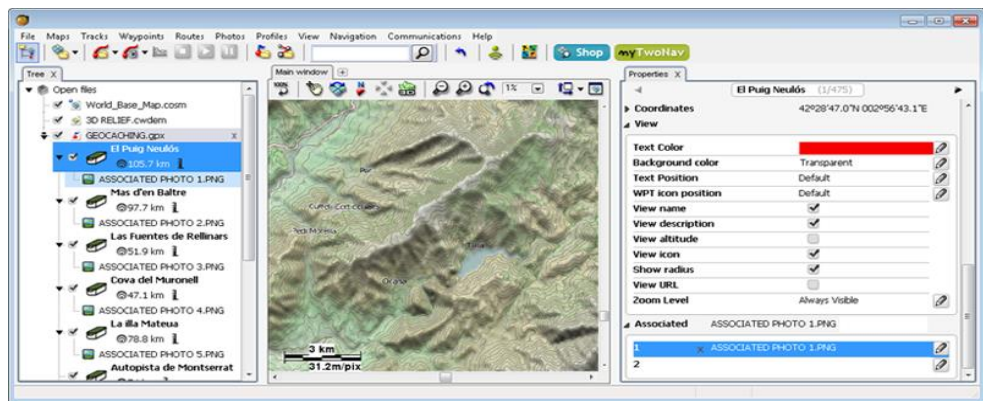 File Maps Tracks Waypoints Routes Photos Profiles View Navigation Communications Help
Shop
myTwoNav
Tree X
Open files
World_Base_Map.cosm
3D RELIEF.cwdem
GEOCACHING.gpx x
El Puig Neulós
105.7 km
ASSOCIATED PHOTO 1.PNG
Mas d'en Baltre
97.7 km
ASSOCIATED PHOTO 2.PNG
Las Fuentes de Rellinars
51.9 km
ASSOCIATED PHOTO 3.PNG
Cova del Muronell
47.1 km
ASSOCIATED PHOTO 4.PNG
La illa Mateua
78.8 km
ASSOCIATED PHOTO 5.PNG
Autopista de Montserrat
Main window
1%
3 km
31.2m/pix
Properties X
El Puig Neulós (1/475)
Coordinates 42º28'47.0"N 002º56'43.1"E
View
Text Color
Background color Transparent
Text Position Default
WPT icon position Default
View name
View description
View altitude
View icon
Show radius
View URL
Zoom Level Always Visible
Associated ASSOCIATED PHOTO 1.PNG
1 x ASSOCIATED PHOTO 1.PNG
2